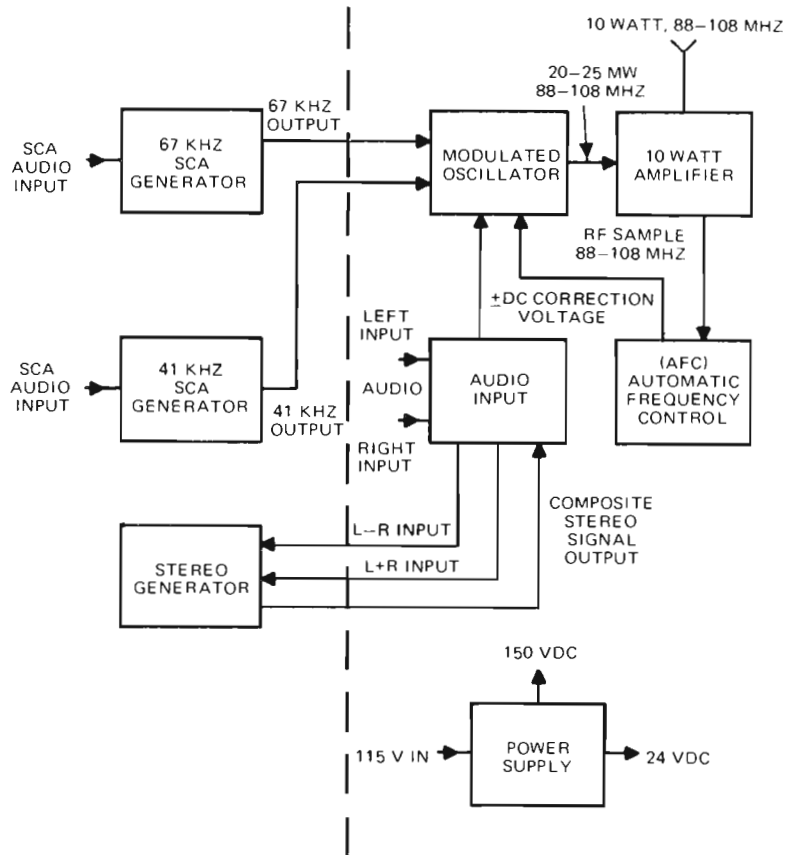 10 WATT, 88–108 MHZ
20–25 MW
88–108 MHZ
67 KHZ
OUTPUT
SCA
AUDIO
INPUT
67 KHZ
SCA
GENERATOR
MODULATED
OSCILLATOR
10 WATT
AMPLIFIER
RF SAMPLE
88–108 MHZ
±DC CORRECTION
VOLTAGE
LEFT
INPUT
SCA
AUDIO
INPUT
41 KHZ
SCA
GENERATOR
41 KHZ
OUTPUT
AUDIO
RIGHT
INPUT
AUDIO
INPUT
(AFC)
AUTOMATIC
FREQUENCY
CONTROL
COMPOSITE
STEREO
SIGNAL
OUTPUT
L–R INPUT
L+R INPUT
STEREO
GENERATOR
150 VDC
115 V IN
POWER
SUPPLY
24 VDC